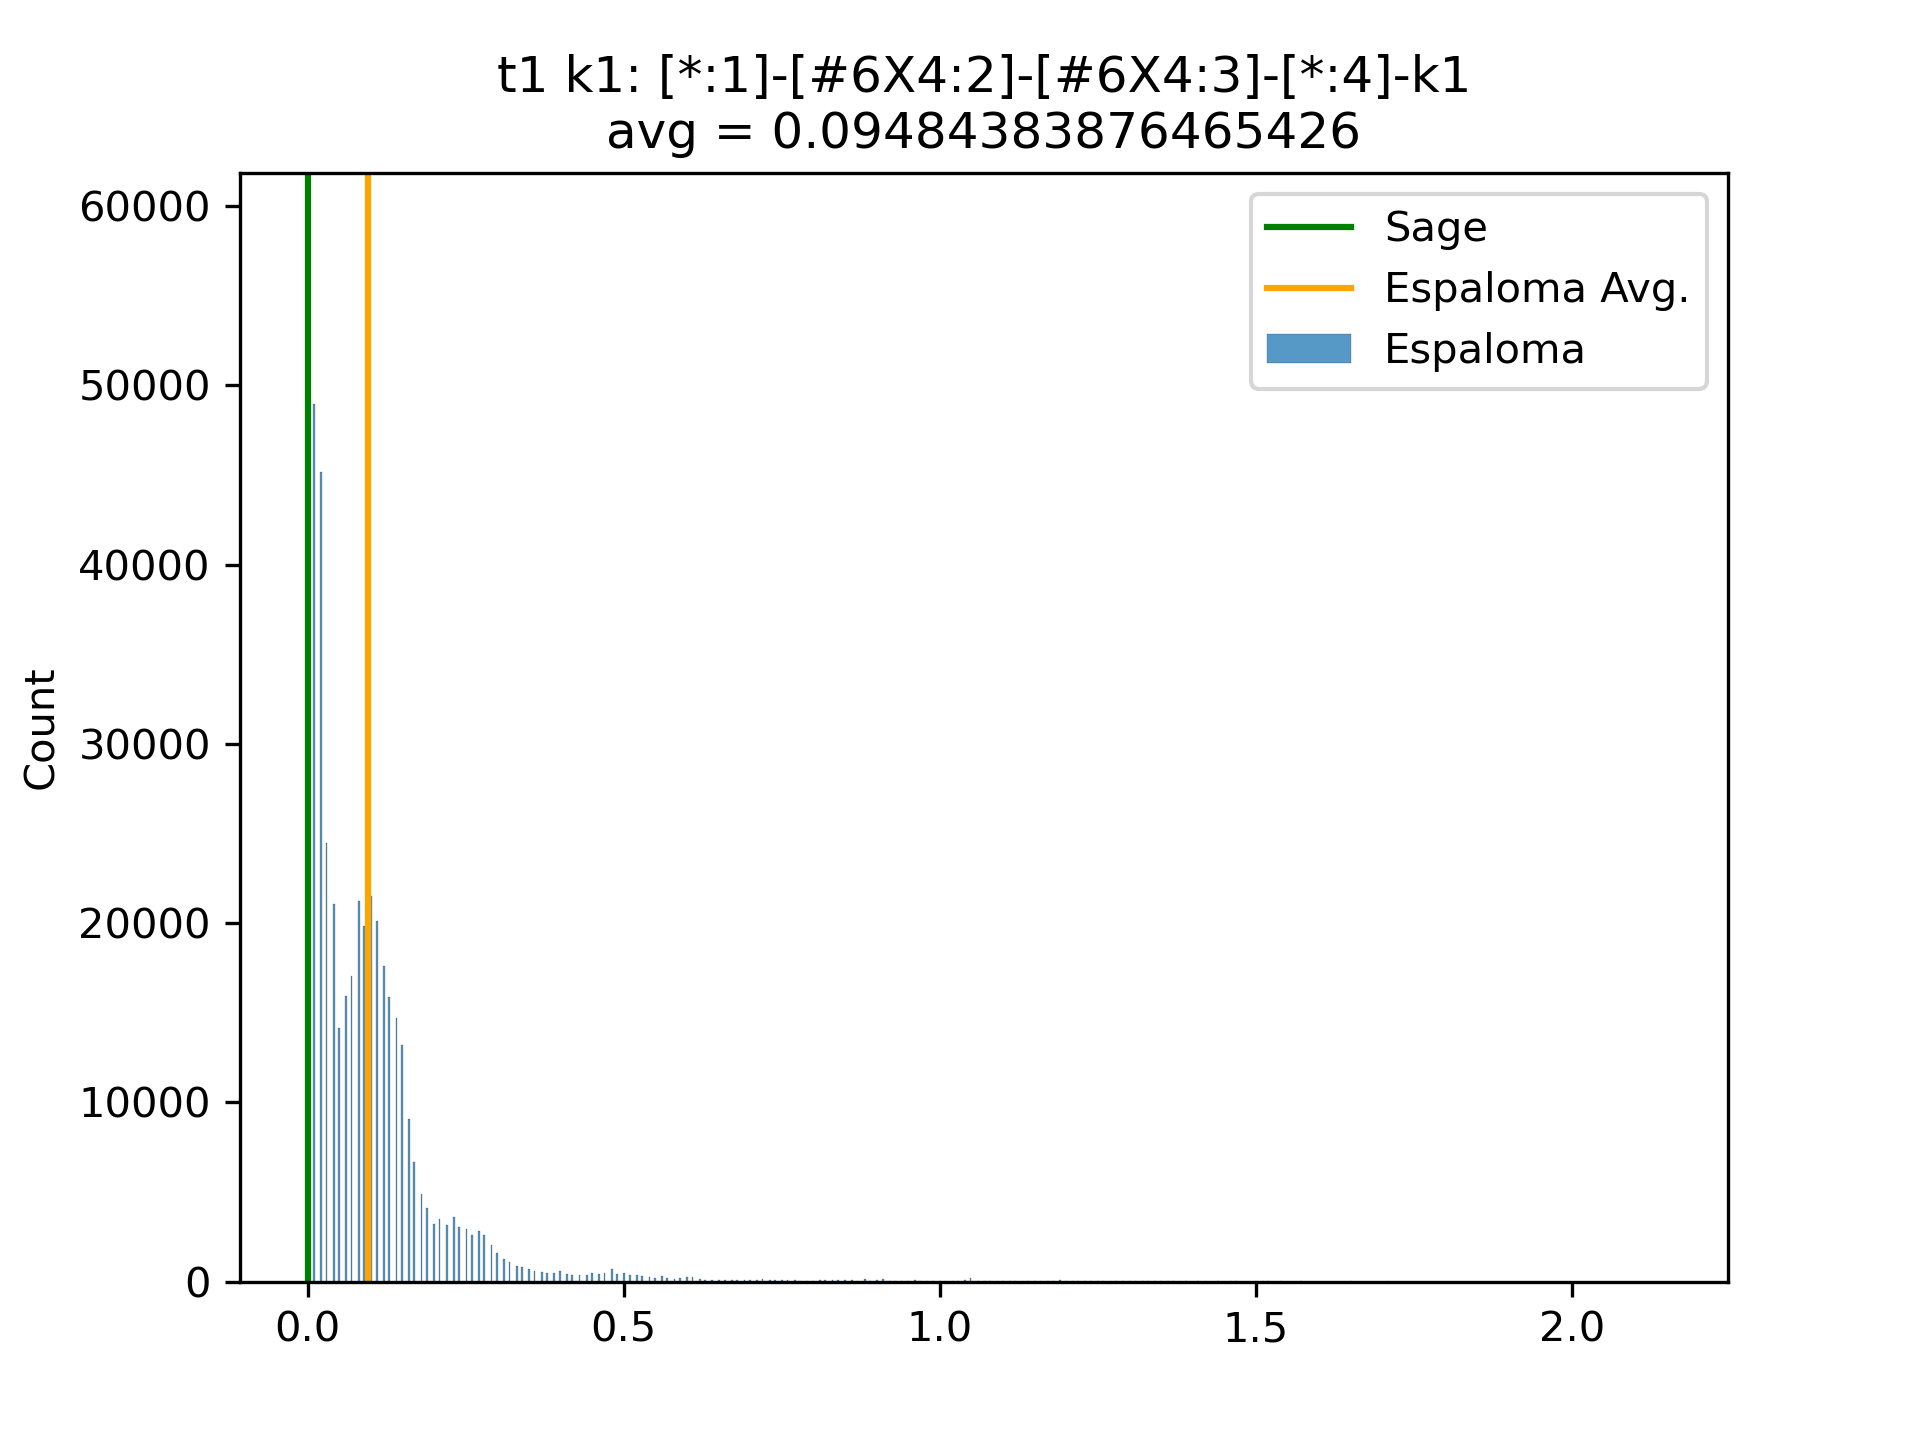 t1 k1: [*:1]-[#6X4:2]-[#6X4:3]-[*:4]-k1
avg = 0.094843838876465426
Sage
Espaloma Avg.
Espaloma
Count
60000
50000
40000
30000
20000
10000
0
0.0 0.5 1.0 1.5 2.0